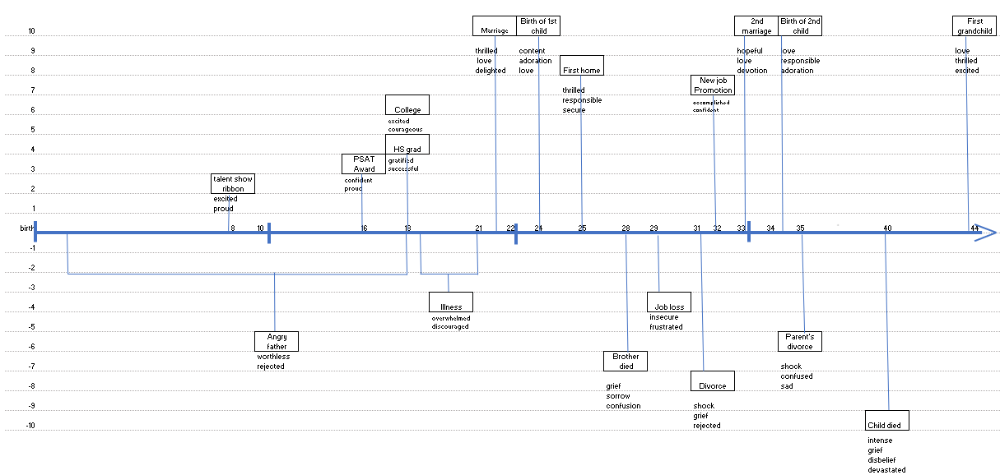 Marriage
Birth of 1st
child
2nd
marriage
Birth of 2nd
child
First
grandchild
10
9
thrilled
love
delighted
content
adoration
love
hopeful
love
devotion
love
responsible
adoration
love
thrilled
excited
8
First home
New job
Promotion
7
thrilled
responsible
secure
accomplished
confident
6
College
excited
courageous
5
4
HS grad
gratified
successful
PSAT
Award
3
confident
proud
talent show
ribbon
2
excited
proud
1
birth
8
10
16
18
21
22
24
25
28
29
31
32
33
34
35
40
44
-1
-2
-3
-4
Illness
overwhelmed
discouraged
Job loss
insecure
frustrated
-5
-6
Angry
father
worthless
rejected
Parent's
divorce
shock
confused
sad
-7
Brother
died
grief
sorrow
confusion
-8
Divorce
shock
grief
rejected
-9
-10
Child died
intense
grief
disbelief
devastated